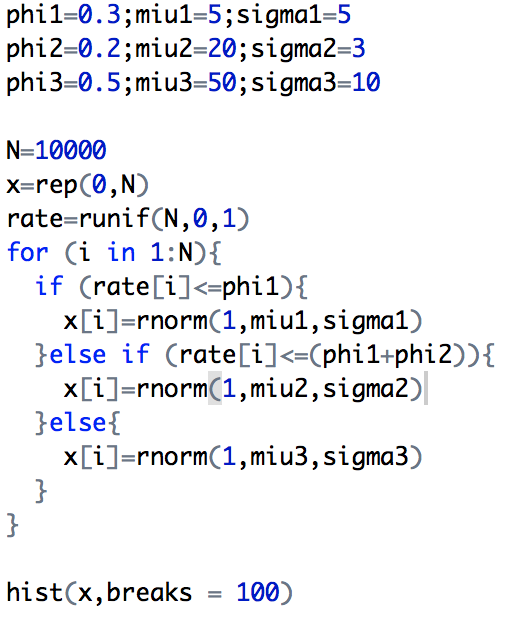 phi1=0.3;miu1=5;sigma1=5
phi2=0.2;miu2=20;sigma2=3
phi3=0.5;miu3=50;sigma3=10

N=10000
x=rep(0,N)
rate=runif(N,0,1)
for (i in 1:N){
  if (rate[i]<=phi1){
    x[i]=rnorm(1,miu1,sigma1)
  }else if (rate[i]<=(phi1+phi2)){
    x[i]=rnorm(1,miu2,sigma2)
  }else{
    x[i]=rnorm(1,miu3,sigma3)
  }
}

hist(x,breaks = 100)